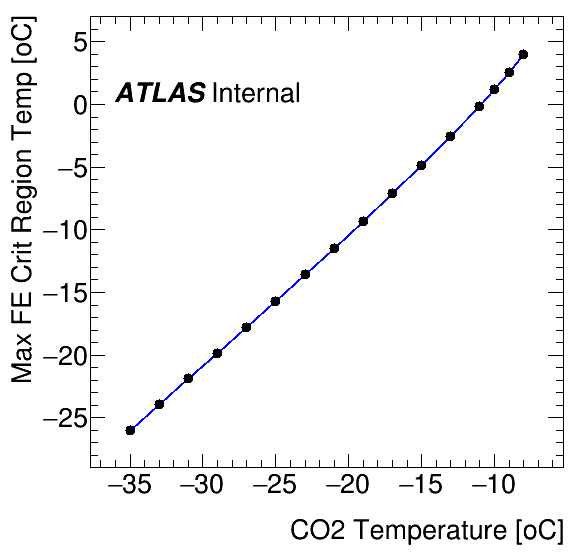 Max FE Crit Region Temp [oC]
5
0
−5
−10
−15
−20
−25
ATLAS Internal
−35 −30 −25 −20 −15 −10
CO2 Temperature [oC]